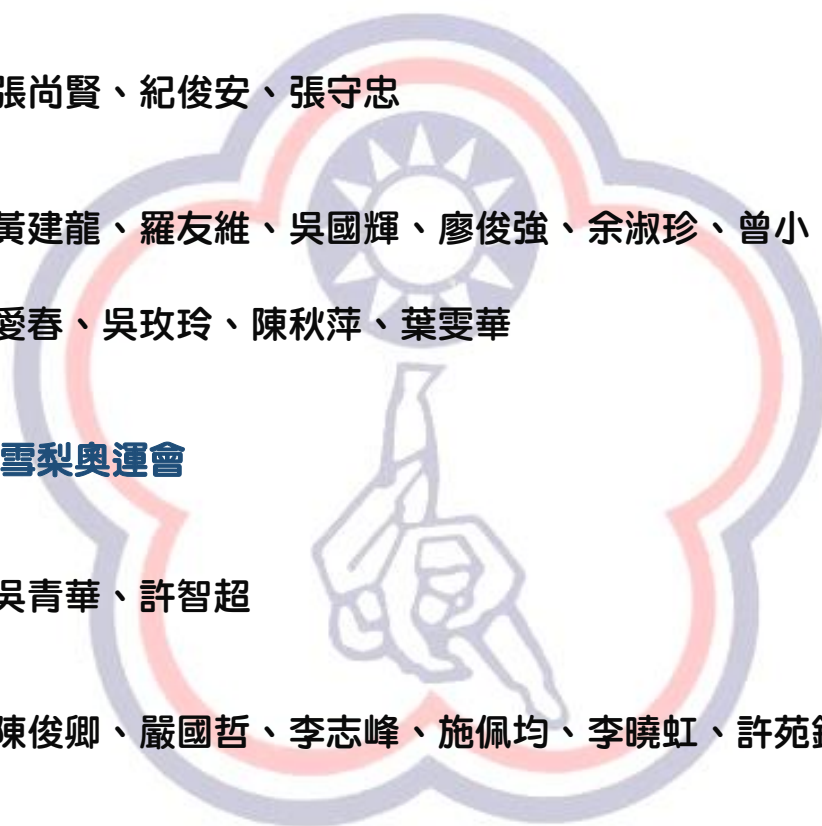 張尚賢、紀俊安、張守忠
黃建龍、羅友維、吳國輝、廖俊強、余淑珍、曾小
愛春、吳玫玲、陳秋萍、葉雯華
雪梨奧運會
吳青華、許智超
陳俊卿、嚴國哲、李志峰、施佩均、李曉虹、許苑